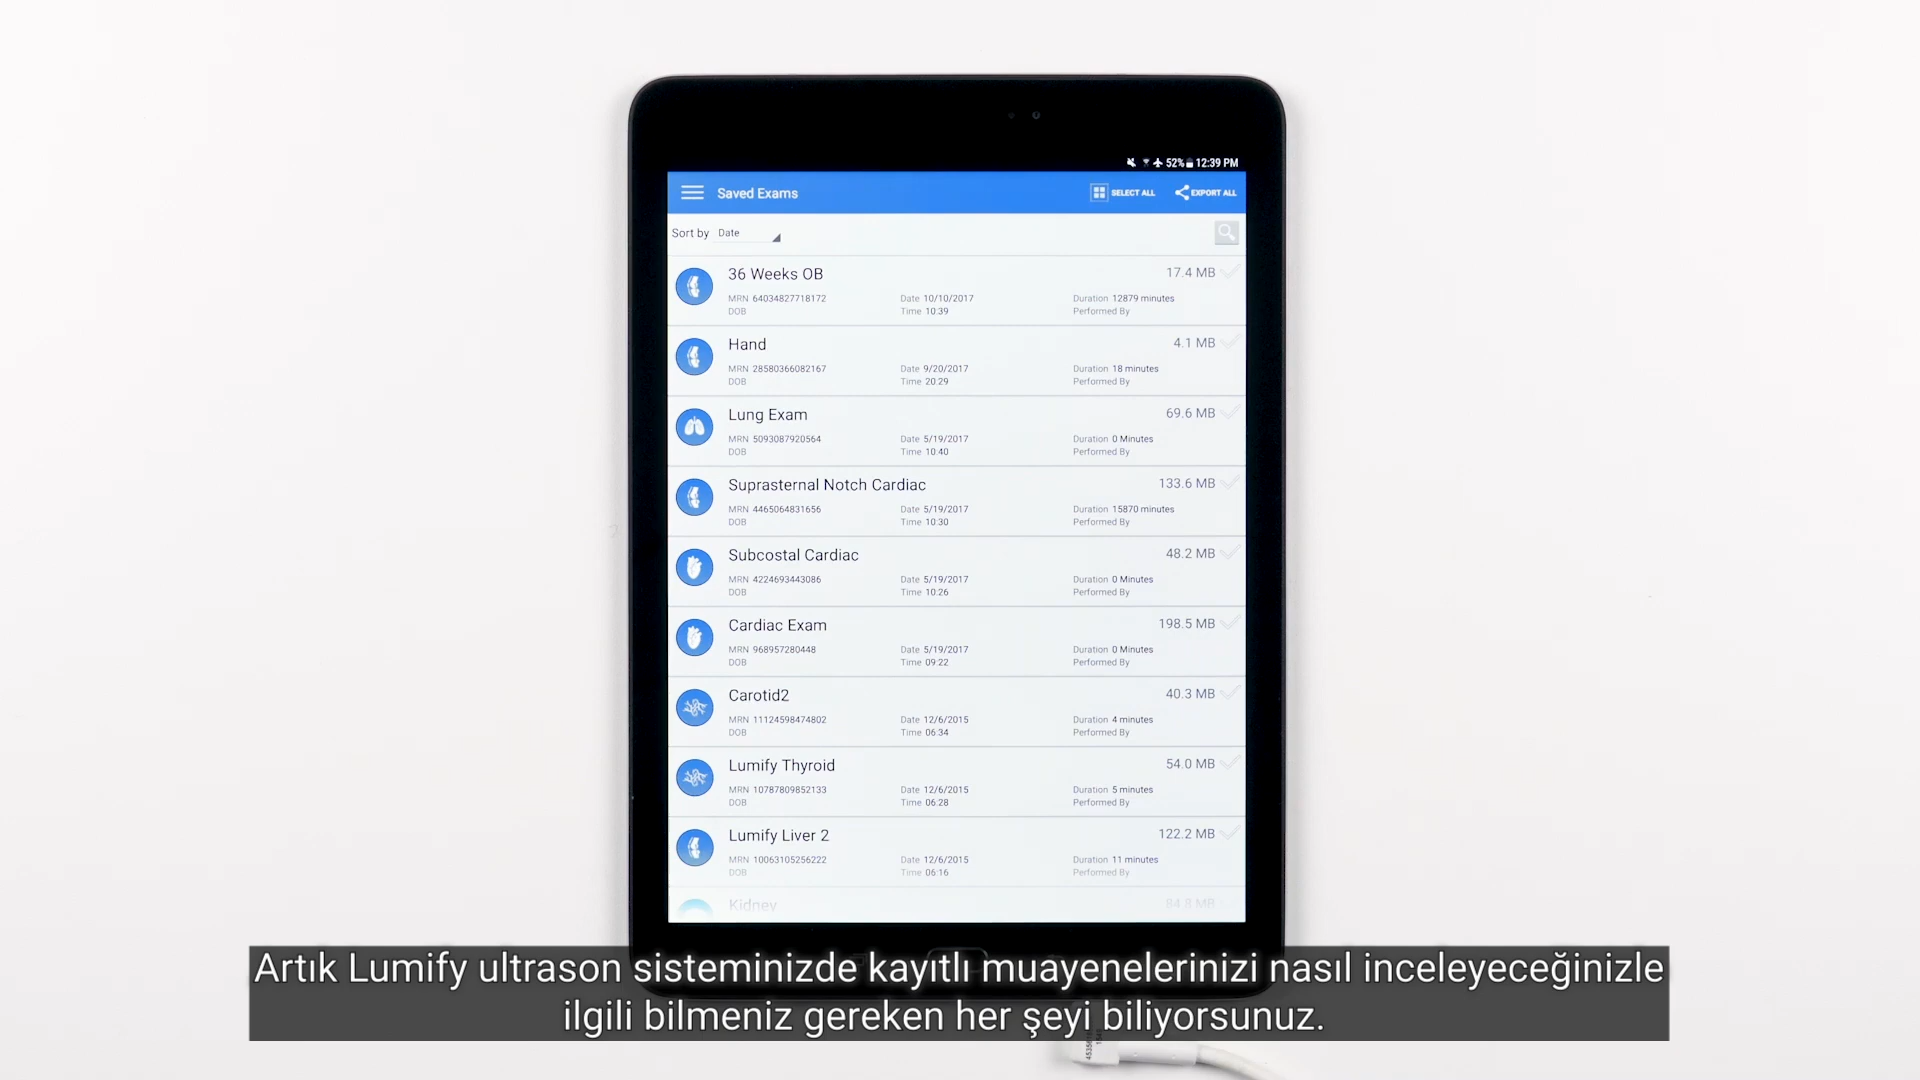 52% 12:39 PM
Saved Exams SELECT ALL EXPORT ALL
Sort by Date
36 Weeks OB 17.4 MB
MRN 64034827718172 Date 10/10/2017 Duration 12879 minutes
DOB Time 10:39 Performed By
Hand 4.1 MB
MRN 28580366082167 Date 9/20/2017 Duration 18 minutes
DOB Time 20:29 Performed By
Lung Exam 69.6 MB
MRN 5093087920564 Date 5/19/2017 Duration 0 Minutes
DOB Time 10:40 Performed By
Suprasternal Notch Cardiac 133.6 MB
MRN 4465064831656 Date 5/19/2017 Duration 15870 minutes
DOB Time 10:30 Performed By
Subcostal Cardiac 48.2 MB
MRN 4224693443086 Date 5/19/2017 Duration 0 Minutes
DOB Time 10:26 Performed By
Cardiac Exam 198.5 MB
MRN 968957280448 Date 5/19/2017 Duration 0 Minutes
DOB Time 09:22 Performed By
Carotid2 40.3 MB
MRN 11124598474802 Date 12/6/2015 Duration 4 minutes
DOB Time 06:34 Performed By
Lumify Thyroid 54.0 MB
MRN 10787809852133 Date 12/6/2015 Duration 5 minutes
DOB Time 06:28 Performed By
Lumify Liver 2 122.2 MB
MRN 10063105256222 Date 12/6/2015 Duration 11 minutes
DOB Time 06:16 Performed By
Kidney 84.8 MB
Artık Lumify ultrason sisteminizde kayıtlı muayenelerinizi nasıl inceleyeceğinizle
ilgili bilmeniz gereken her şeyi biliyorsunuz.